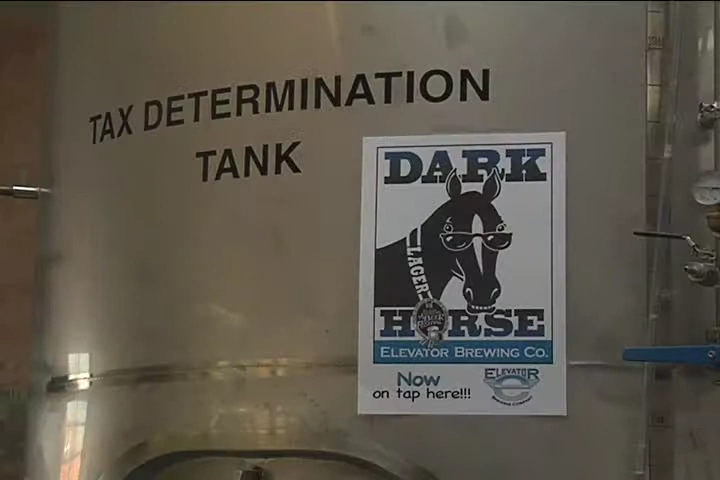 TAX DETERMINATION
TANK
DARK
LAGER
HORSE
ELEVATOR BREWING CO.
Now
on tap here!!!
ELEVATOR